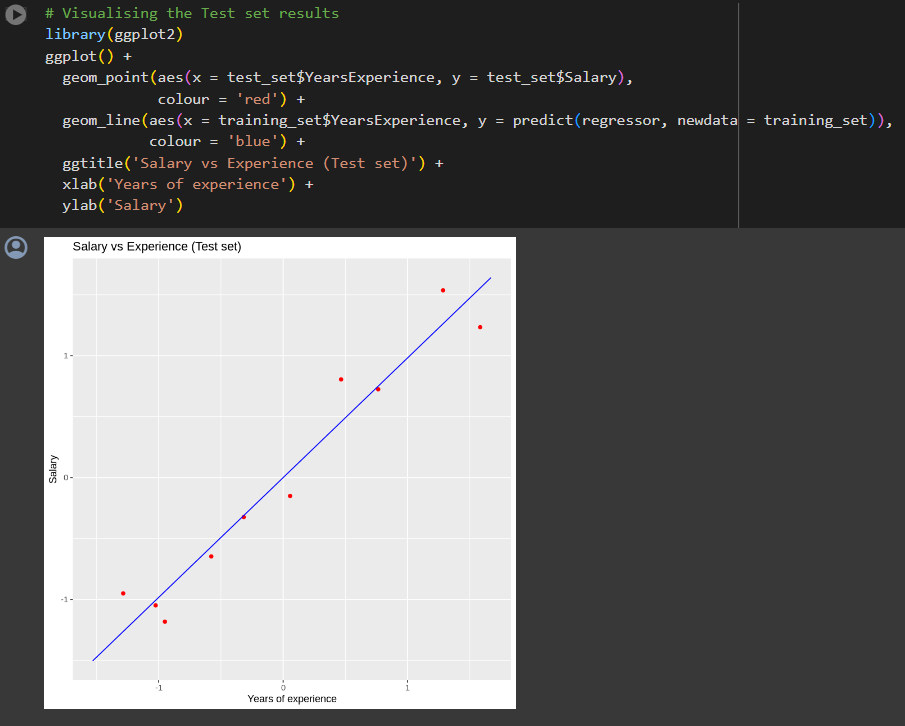 # Visualising the Test set results
library(ggplot2)
ggplot() +
  geom_point(aes(x = test_set$YearsExperience, y = test_set$Salary),
             colour = 'red') +
  geom_line(aes(x = training_set$YearsExperience, y = predict(regressor, newdata = training_set)),
            colour = 'blue') +
  ggtitle('Salary vs Experience (Test set)') +
  xlab('Years of experience') +
  ylab('Salary')
Salary vs Experience (Test set)
1
0
-1
Salary
-1 0 1
Years of experience